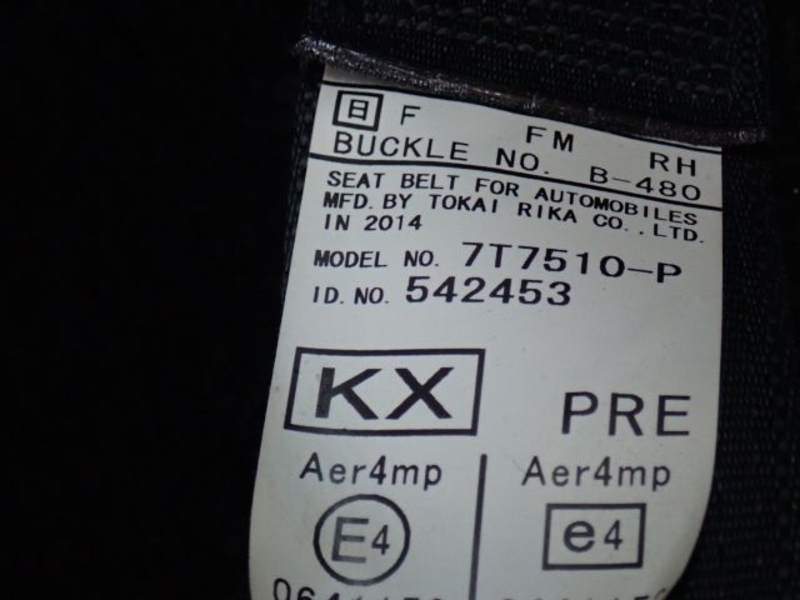 日 F FM RH
BUCKLE NO. B-480
SEAT BELT FOR AUTOMOBILES
MFD. BY TOKAI RIKA CO., LTD.
IN 2014
MODEL NO. 7T7510-P
ID. NO. 542453
KX PRE
Aer4mp Aer4mp
E4 e4